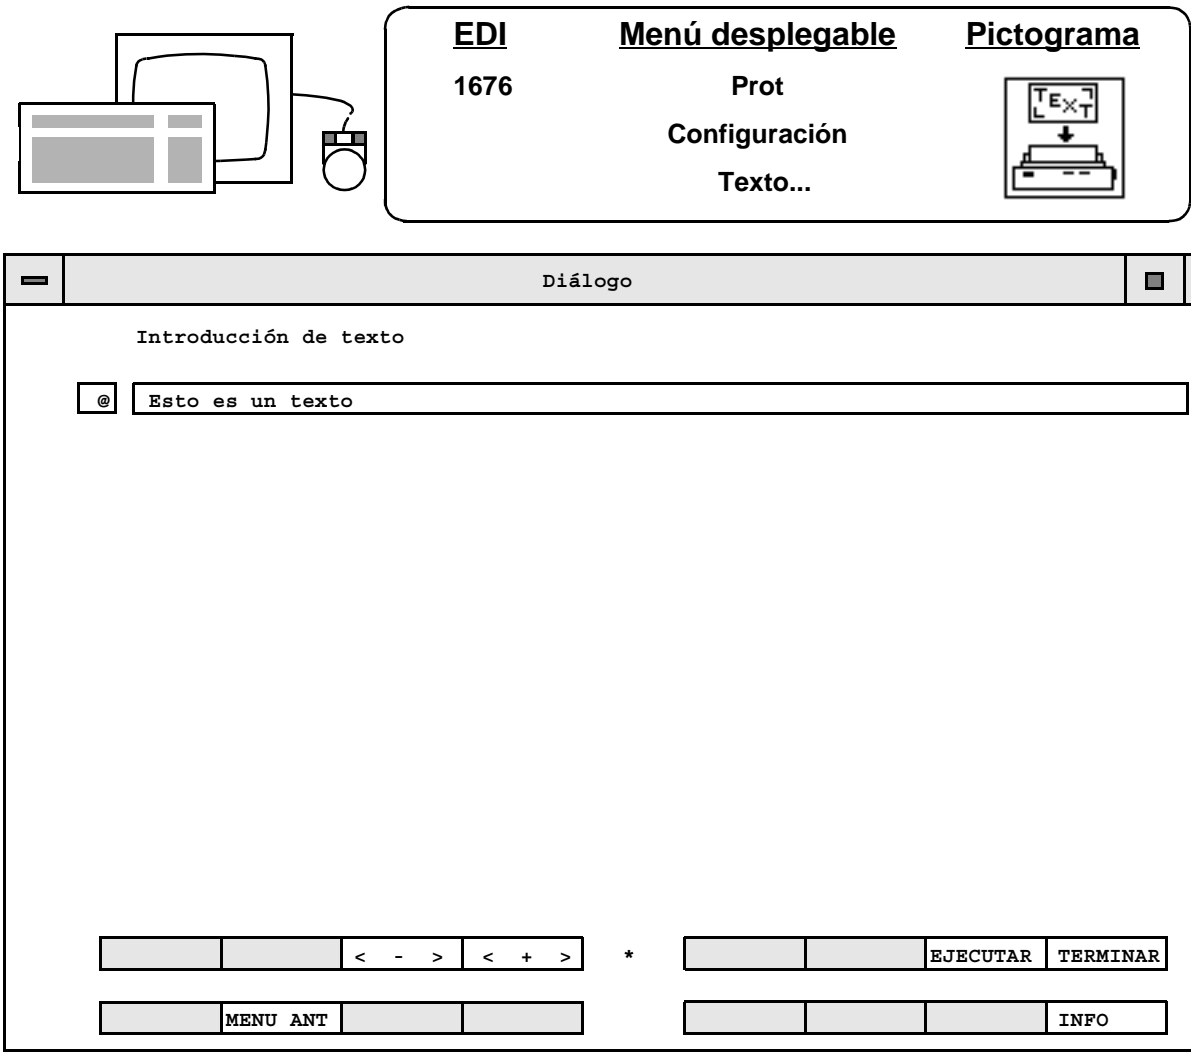 EDI Menú desplegable Pictograma
1676 Prot
Configuración
Texto...
TEXT
Diálogo
Introducción de texto
@ Esto es un texto
< - > < + > * EJECUTAR TERMINAR
MENU ANT INFO